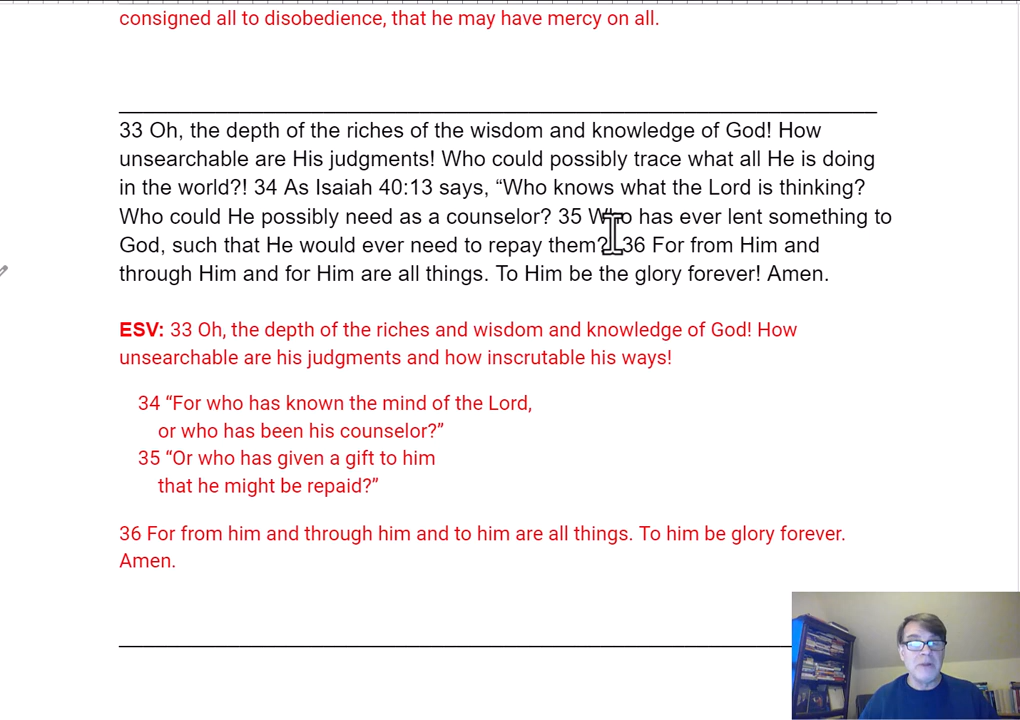 consigned all to disobedience, that he may have mercy on all.
33 Oh, the depth of the riches of the wisdom and knowledge of God! How
unsearchable are His judgments! Who could possibly trace what all He is doing
in the world?! 34 As Isaiah 40:13 says, “Who knows what the Lord is thinking?
Who could He possibly need as a counselor? 35 Who has ever lent something to
God, such that He would ever need to repay them? 36 For from Him and
through Him and for Him are all things. To Him be the glory forever! Amen.
ESV: 33 Oh, the depth of the riches and wisdom and knowledge of God! How
unsearchable are his judgments and how inscrutable his ways!
34 “For who has known the mind of the Lord,
or who has been his counselor?”
35 “Or who has given a gift to him
that he might be repaid?”
36 For from him and through him and to him are all things. To him be glory forever.
Amen.